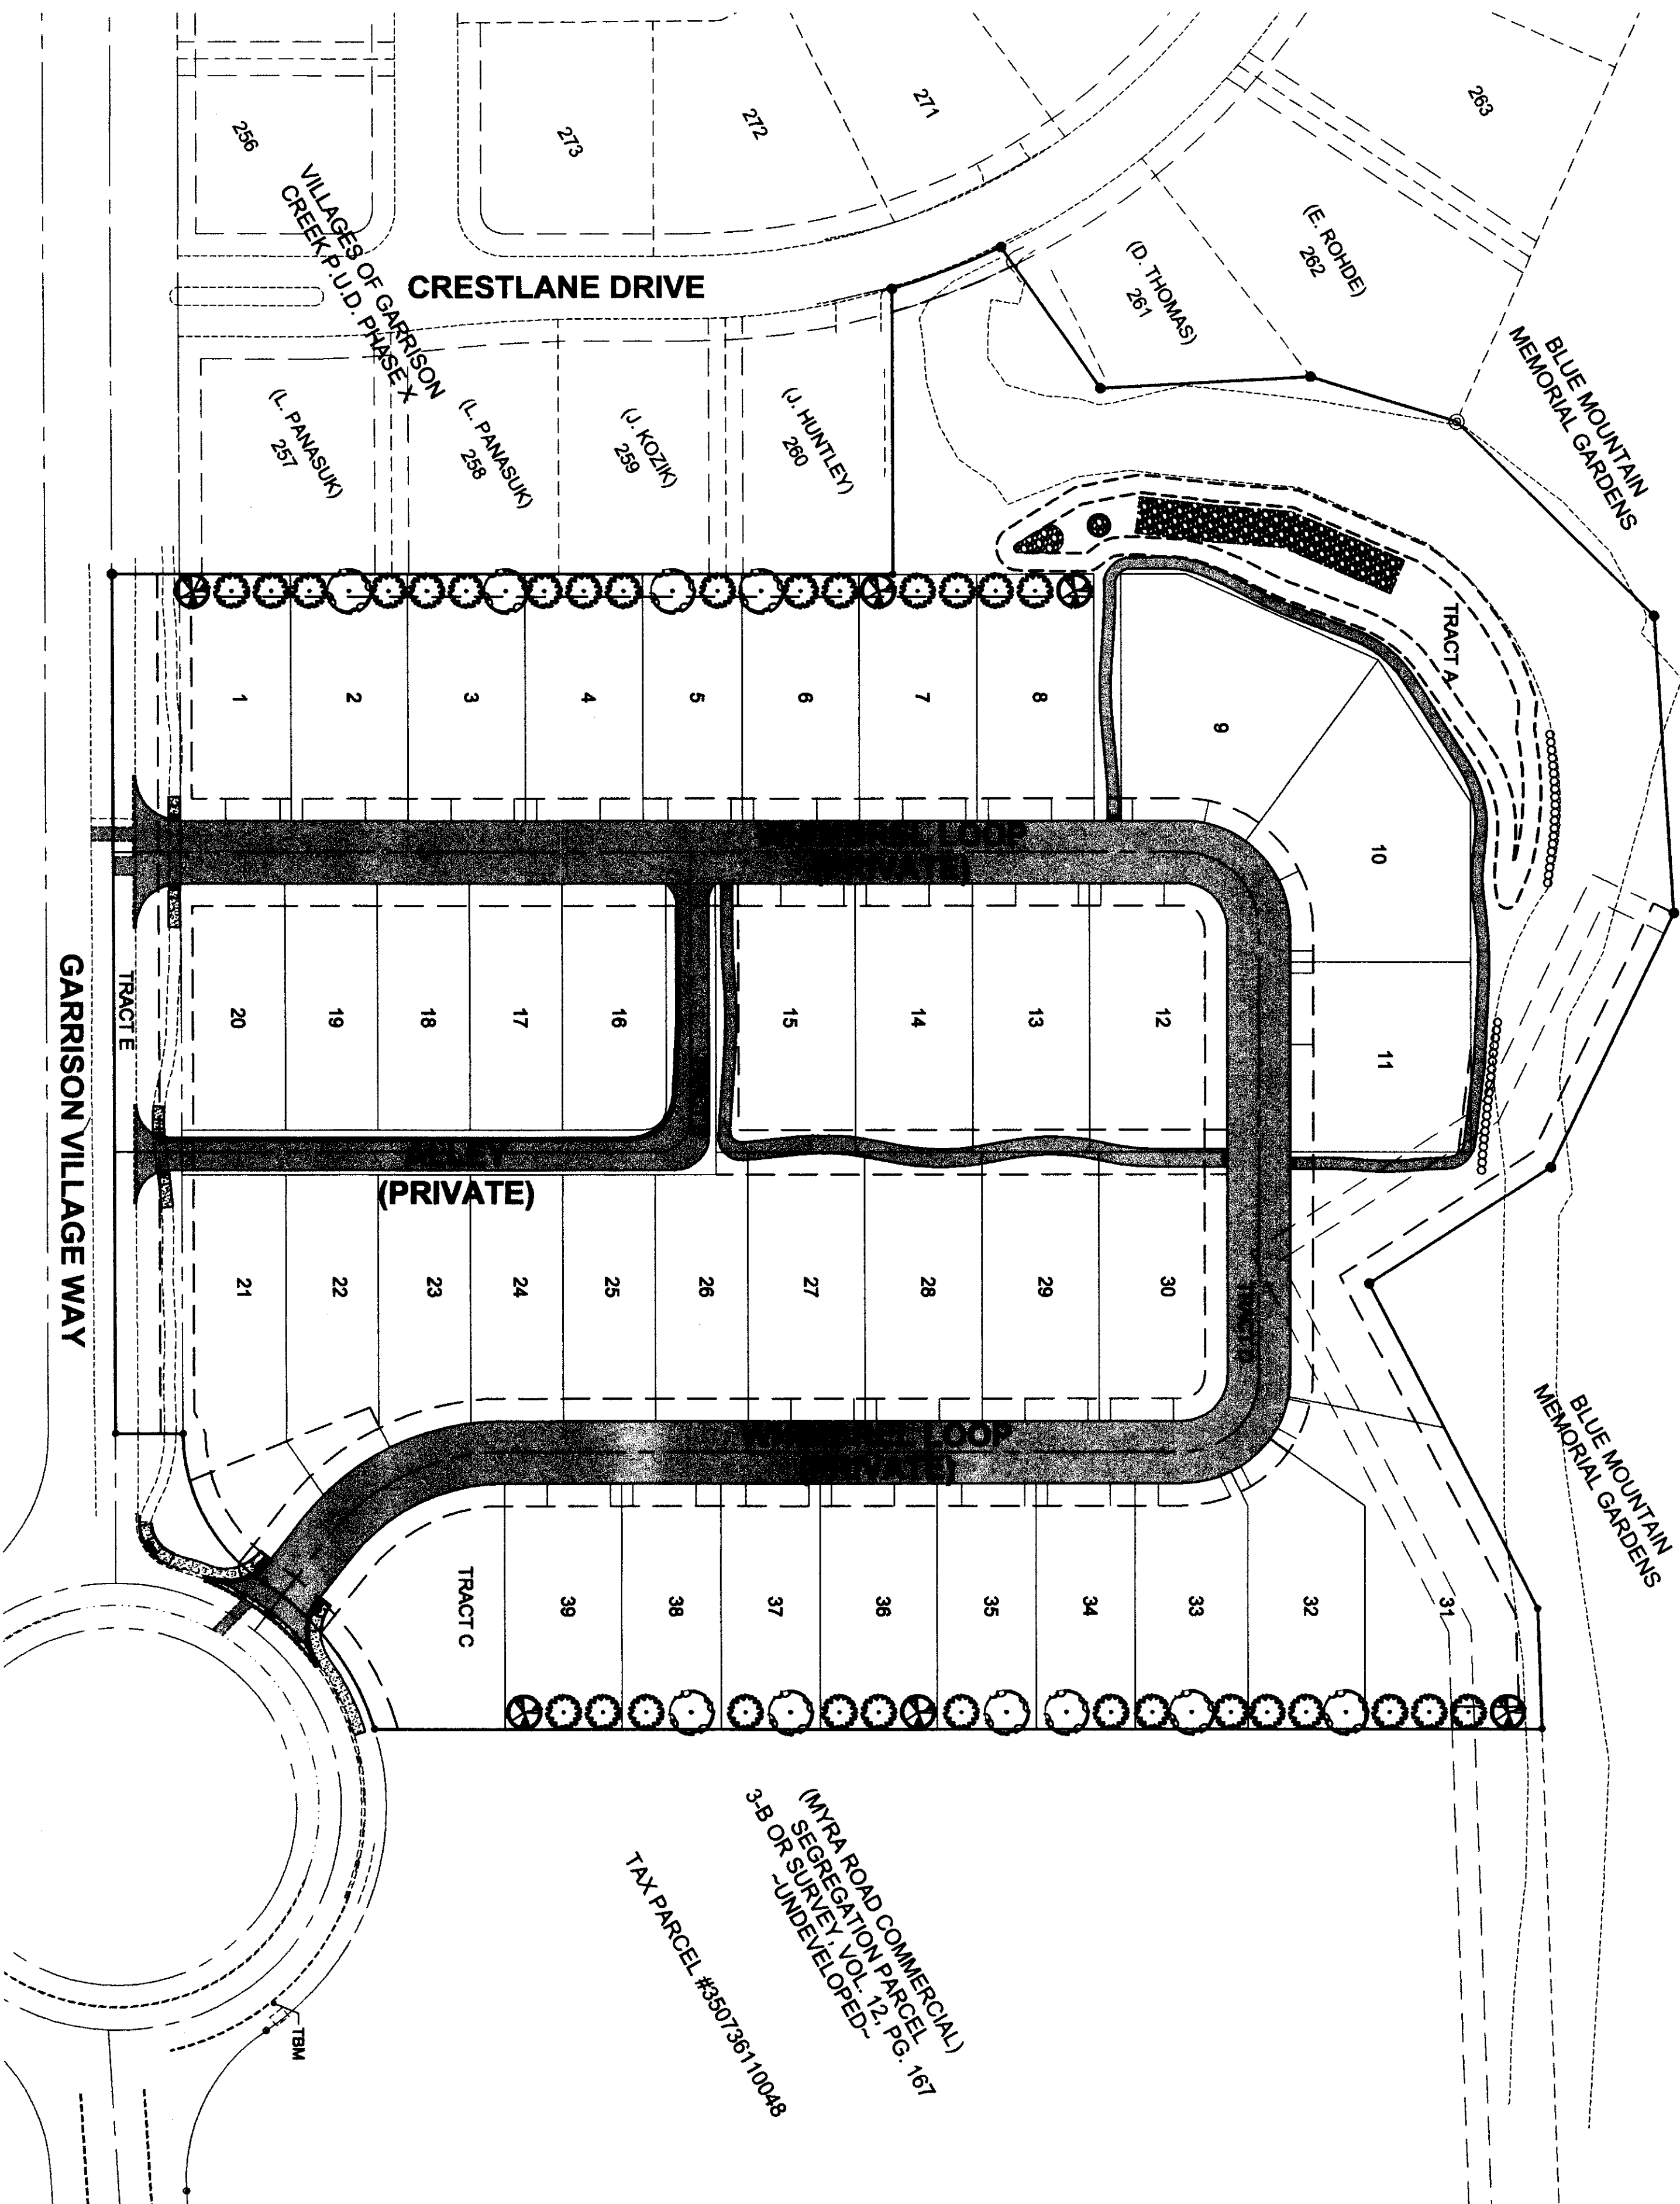 263
271
272
273
256
VILLAGES OF GARRISON
CREEK P.U.D. PHASE X
CRESTLANE DRIVE
(E. ROHDE)
262
(D. THOMAS)
261
(J. HUNTLEY)
260
(J. KOZIK)
259
(L. PANASUK)
258
(L. PANASUK)
257
BLUE MOUNTAIN
MEMORIAL GARDENS
TRACT A
1
2
3
4
5
6
7
8
9
10
11
LOOP
(PRIVATE)
20
19
18
17
16
15
14
13
12
TRACT E
GARRISON VILLAGE WAY
ALLEY
(PRIVATE)
21
22
23
24
25
26
27
28
29
30
TRACT D
LOOP
(PRIVATE)
BLUE MOUNTAIN
MEMORIAL GARDENS
TRACT C
39
38
37
36
35
34
33
32
31
(MYRA ROAD COMMERCIAL)
SEGREGATION PARCEL
3-B OR SURVEY, VOL. 12, PG. 167
~UNDEVELOPED~
TAX PARCEL #350736110048
TBM